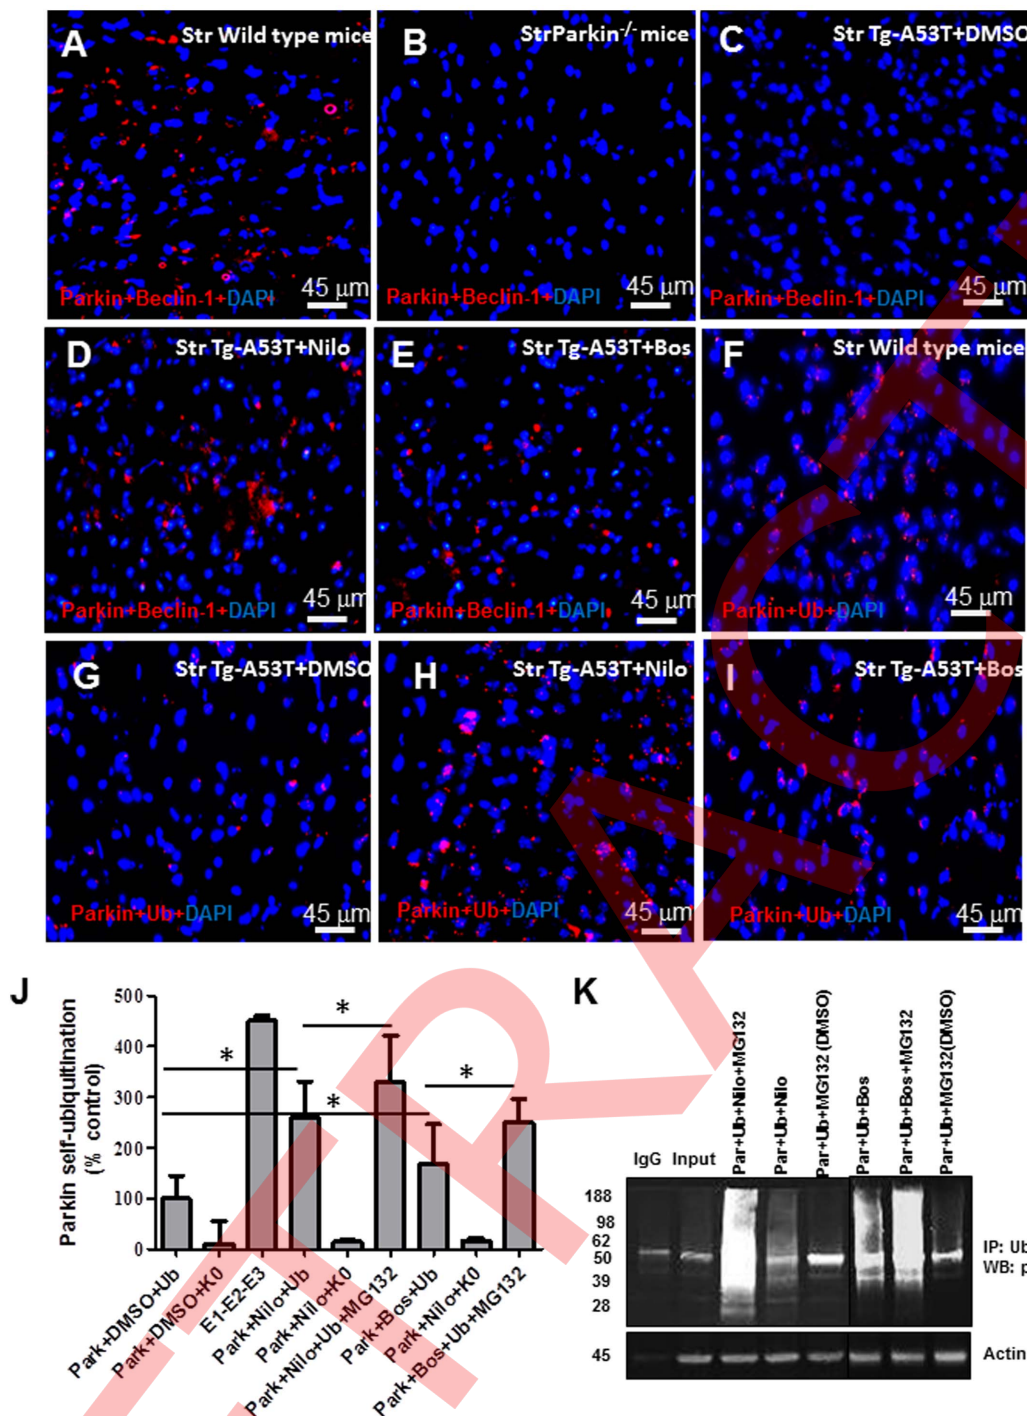 A Str Wild type mice
Parkin+Beclin-1+DAPI 45 μm
B StrParkin-/- mice
Parkin+Beclin-1+DAPI 45 μm
C Str Tg-A53T+DMSO
Parkin+Beclin-1+DAPI 45 μm
D Str Tg-A53T+Nilo
Parkin+Beclin-1+DAPI 45 μm
E Str Tg-A53T+Bos
Parkin+Beclin-1+DAPI 45 μm
F Str Wild type mice
Parkin+Ub+DAPI 45 μm
G Str Tg-A53T+DMSO
Parkin+Ub+DAPI 45 μm
H Str Tg-A53T+Nilo
Parkin+Ub+DAPI 45 μm
I Str Tg-A53T+Bos
Parkin+Ub+DAPI 45 μm
J
Parkin self-ubiquitination
(% control)
500
400
300
200
100
0
*
*
*
*
Park+DMSO+Ub
Park+DMSO+K0
E1-E2-E3
Park+Nilo+Ub
Park+Nilo+K0
Park+Nilo+Ub+MG132
Park+Bos+Ub
Park+Nilo+K0
Park+Bos+Ub+MG132
K
IgG
Input
Par+Ub+Nilo+MG132
Par+Ub+Nilo
Par+Ub+MG132 (DMSO)
Par+Ub+Bos
Par+Ub+Bos+MG132
Par+Ub+MG132(DMSO)
188
98
62
50
39
28
IP: Ub
WB: p
45
Actin
RACT